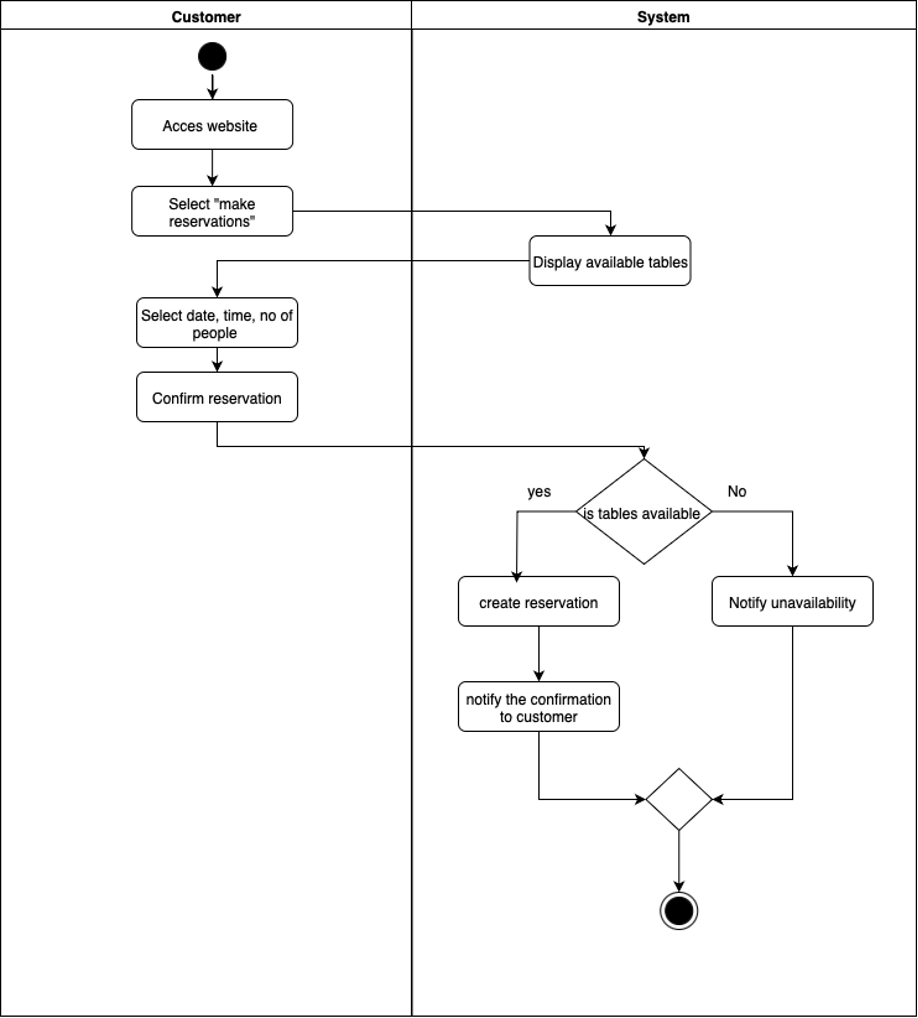 Customer
System
Acces website
Select "make
reservations"
Display available tables
Select date, time, no of
people
Confirm reservation
yes
No
is tables available
create reservation
Notify unavailability
notify the confirmation
to customer